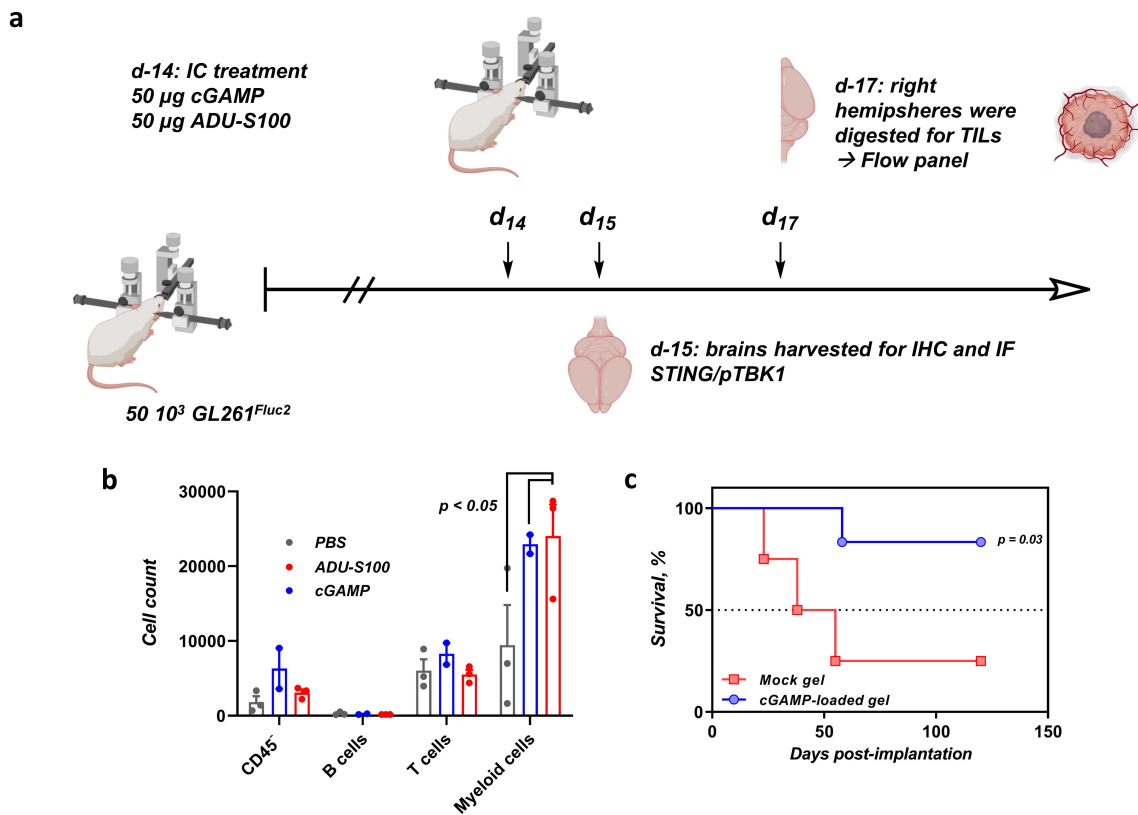 a
d-14: IC treatment
50 µg cGAMP
50 µg ADU-S100
d-17: right
hemipsheres were
digested for TILs
→ Flow panel
d14
d15
d17
50 10³ GL261Fluc2
d-15: brains harvested for IHC and IF
STING/pTBK1
b
30000
20000
10000
0
Cell count
p < 0.05
PBS
ADU-S100
cGAMP
CD45-
B cells
T cells
Myeloid cells
c
100
50
0
Survival, %
p = 0.03
Mock gel
cGAMP-loaded gel
0
50
100
150
Days post-implantation